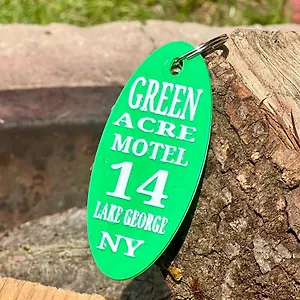 GREEN
ACRE
MOTEL
14
LAKE GEORGE
NY